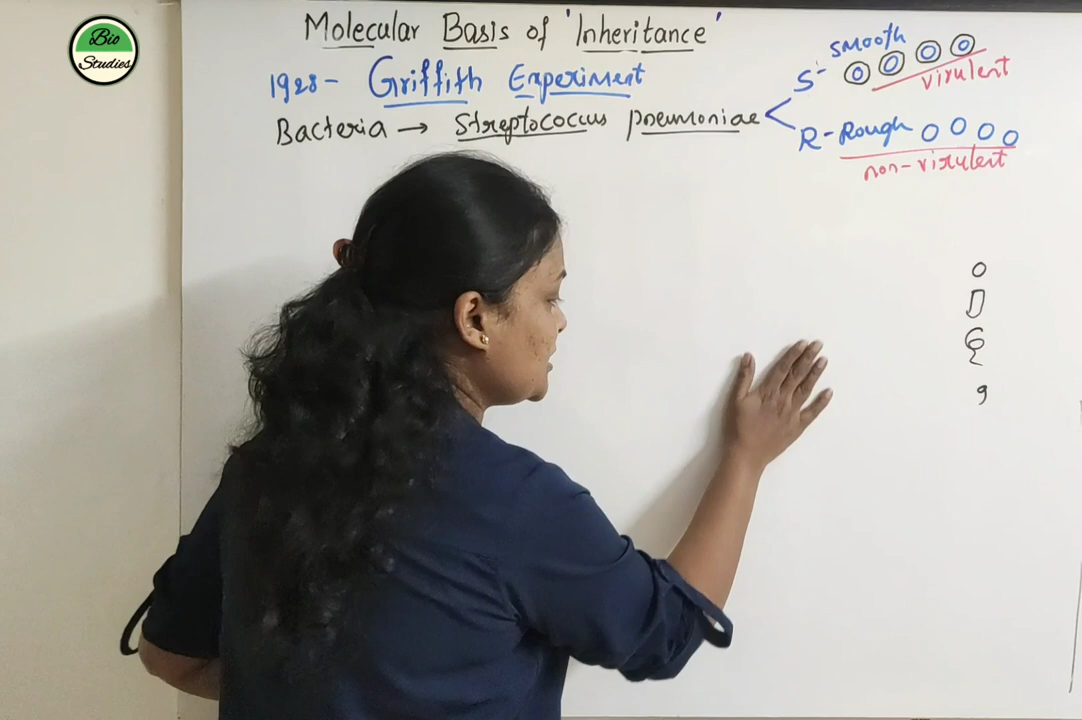 Bio
Studies
Molecular Basis of 'Inheritance'
1928- Griffith Experiment
Bacteria → Streptococcus pneumoniae
S- smooth
virulent
R- Rough
non-virulent